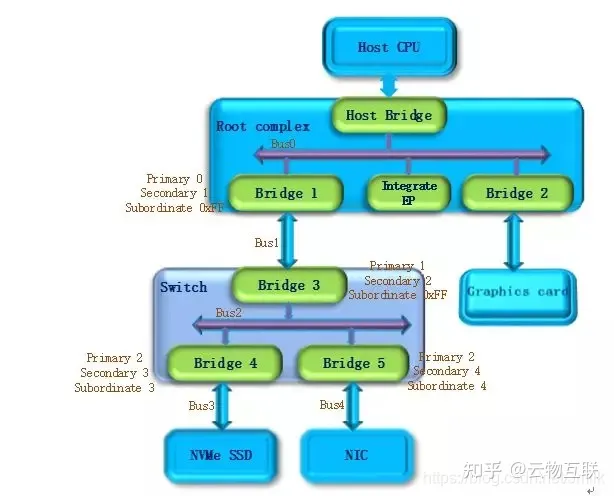 Host CPU
Host Bridge
Root complex
Bus0
Primary 0
Secondary 1
Subordinate 0xFF
Bridge 1
Integrate
EP
Bridge 2
Bus1
Primary 1
Secondary 2
Subordinate 0xFF
Switch
Bridge 3
Graphics card
Bus2
Primary 2
Secondary 3
Subordinate 3
Bridge 4
Bridge 5
Primary 2
Secondary 4
Subordinate 4
Bus3
Bus4
NVMe SSD
NIC
知乎 @云物互联